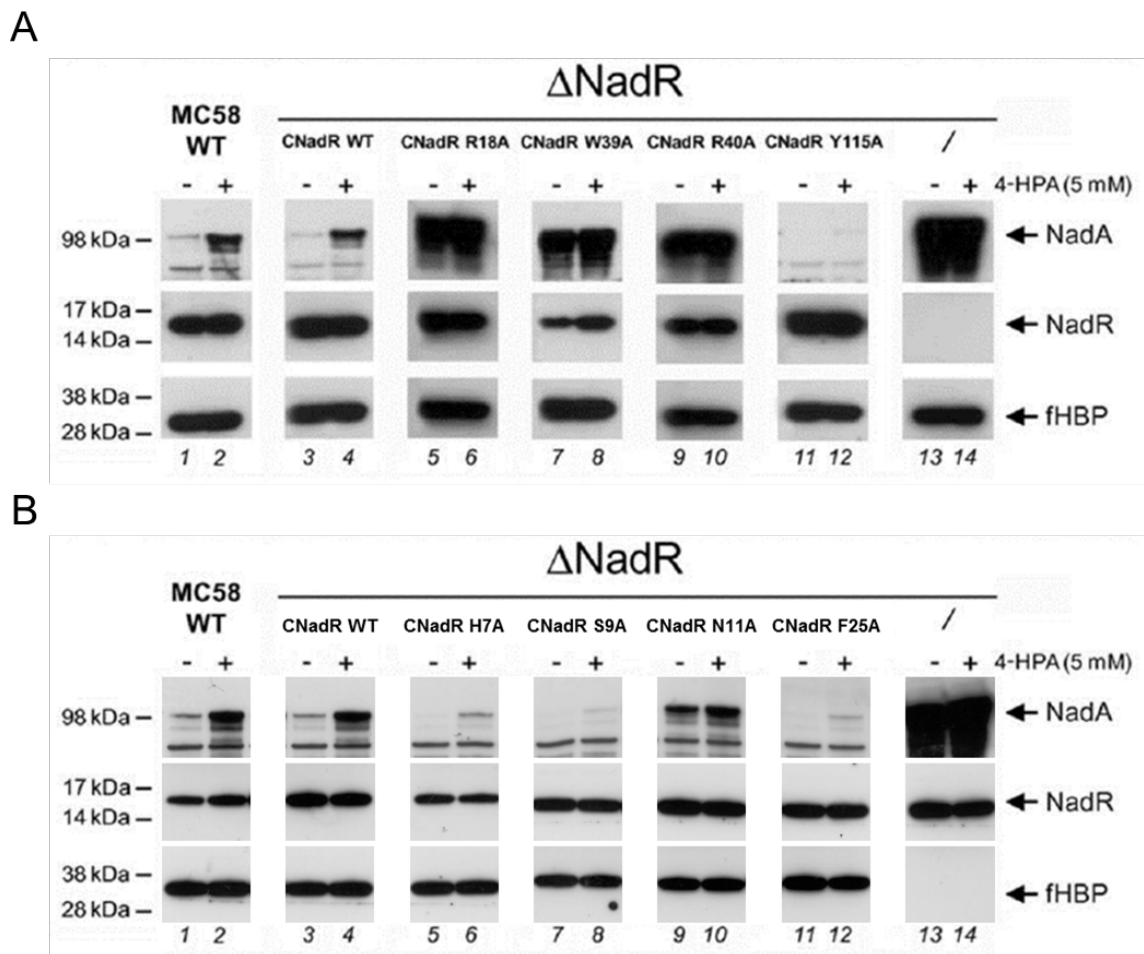 A
ΔNadR
MC58
WT
CNadR WT CNadR R18A CNadR W39A CNadR R40A CNadR Y115A /
- + - + - + - + - + - + - + 4-HPA (5 mM)
98 kDa NadA
17 kDa
NadR
14 kDa
38 kDa
fHBP
28 kDa
1 2 3 4 5 6 7 8 9 10 11 12 13 14
B
ΔNadR
MC58
WT
CNadR WT CNadR H7A CNadR S9A CNadR N11A CNadR F25A /
- + - + - + - + - + - + - + 4-HPA (5 mM)
98 kDa NadA
17 kDa
NadR
14 kDa
38 kDa
fHBP
28 kDa
1 2 3 4 5 6 7 8 9 10 11 12 13 14